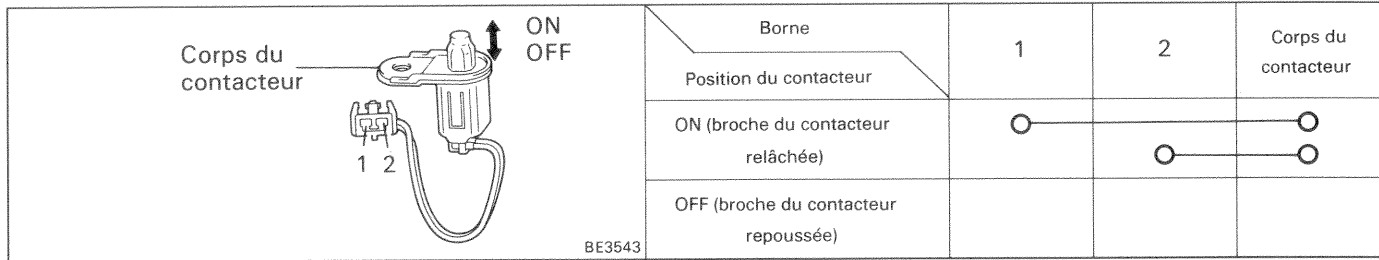 ON
OFF
Corps du
contacteur
1 2
BE3543
Borne
Position du contacteur
1
2
Corps du
contacteur
ON (broche du contacteur
relâchée)
OFF (broche du contacteur
repoussée)